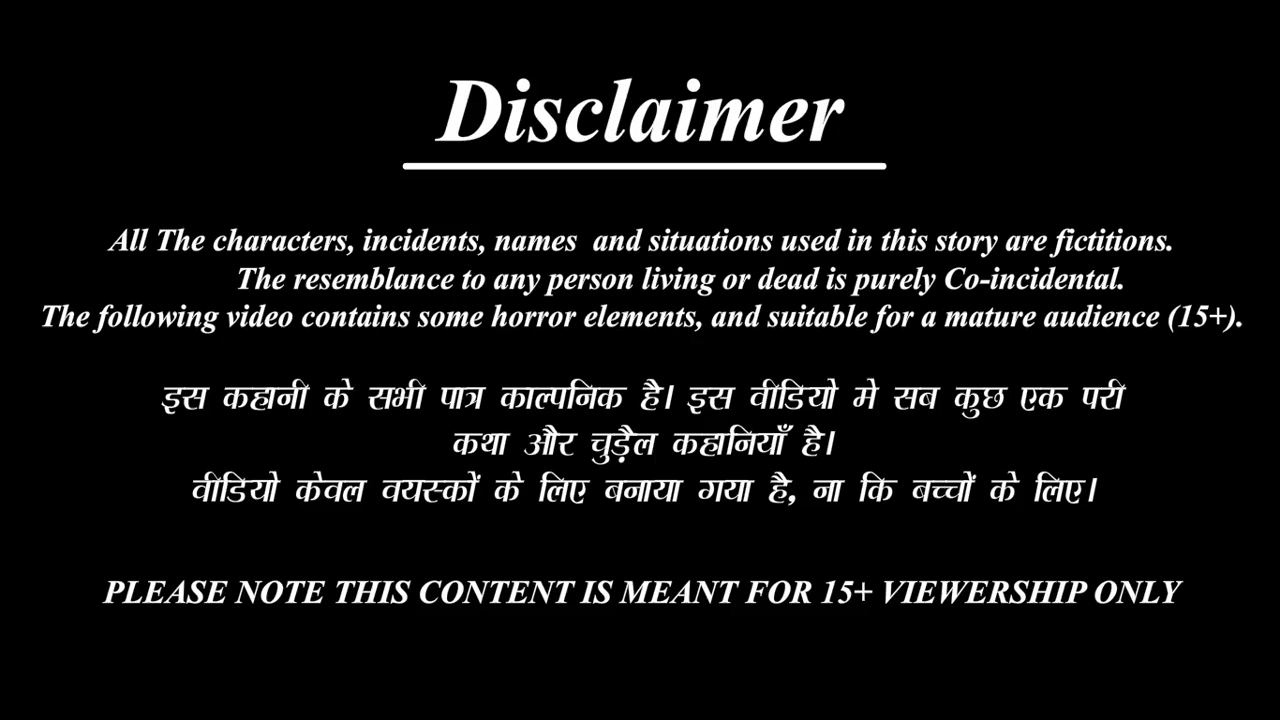 Disclaimer
All The characters, incidents, names and situations used in this story are fictitions.
The resemblance to any person living or dead is purely Co-incidental.
The following video contains some horror elements, and suitable for a mature audience (15+).
इस कहानी के सभी पात्र काल्पनिक है। इस वीडियो मे सब कुछ एक परी
कथा और चुड़ैल कहानियाँ है।
वीडियो केवल वयस्कों के लिए बनाया गया है, ना कि बच्चों के लिए।
PLEASE NOTE THIS CONTENT IS MEANT FOR 15+ VIEWERSHIP ONLY